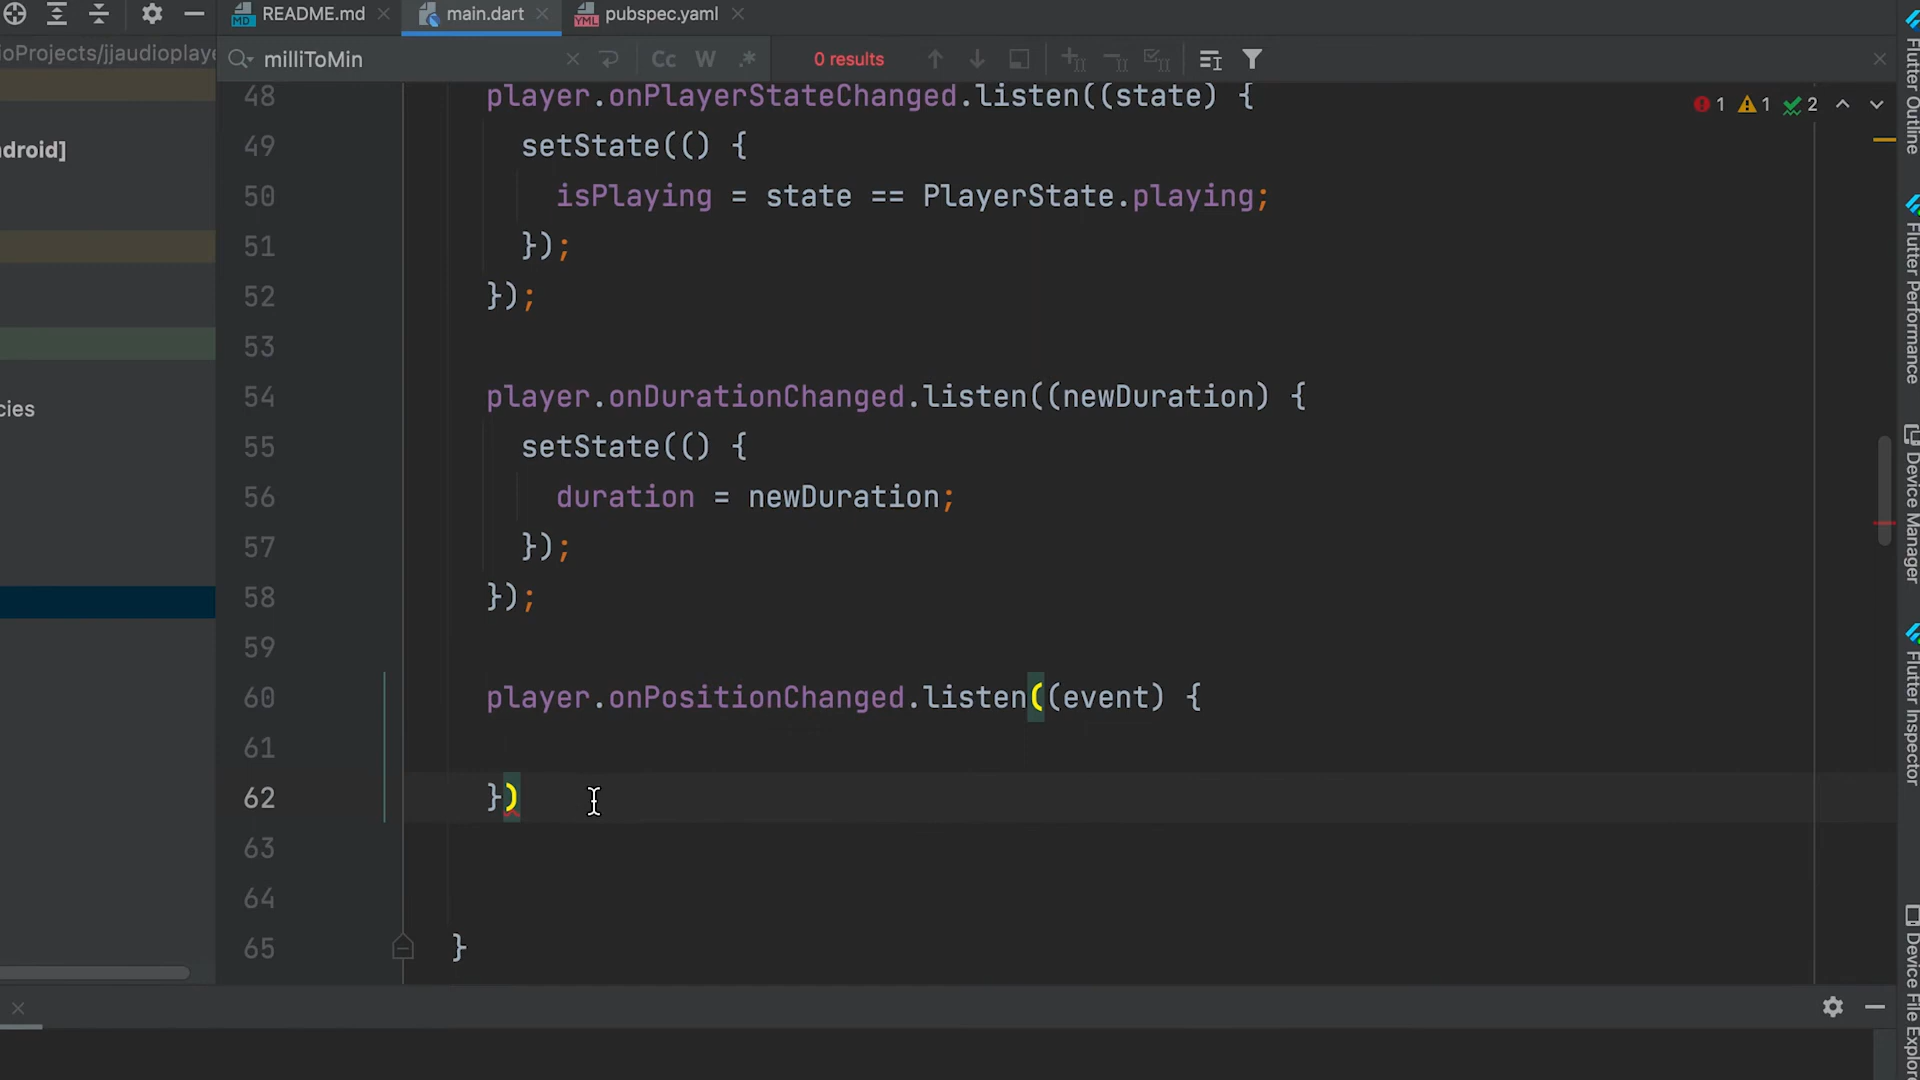 README.md
main.dart
pubspec.yaml
ioProjects/jjaudioplaye
milliToMin
Cc W .*
0 results
ndroid]
cies
1 1 2
48 player.onPlayerStateChanged.listen((state) {
49 setState(() {
50 isPlaying = state == PlayerState.playing;
51 });
52 });
53
54 player.onDurationChanged.listen((newDuration) {
55 setState(() {
56 duration = newDuration;
57 });
58 });
59
60 player.onPositionChanged.listen((event) {
61
62 })
63
64
65 }
Flutter Outline
Flutter Performance
Device Manager
Flutter Inspector
Device File Explor